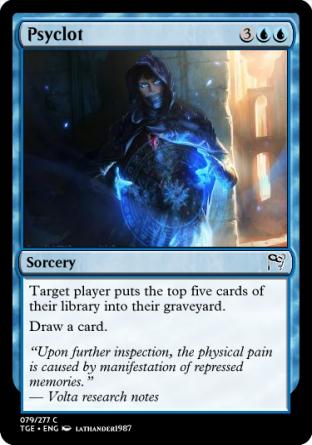 Psyclot 3
Sorcery
Target player puts the top five cards of
their library into their graveyard.
Draw a card.
“Upon further inspection, the physical pain
is caused by manifestation of repressed
memories.”
— Volta research notes
079/277 C
TGE • ENG LATHANDER1987